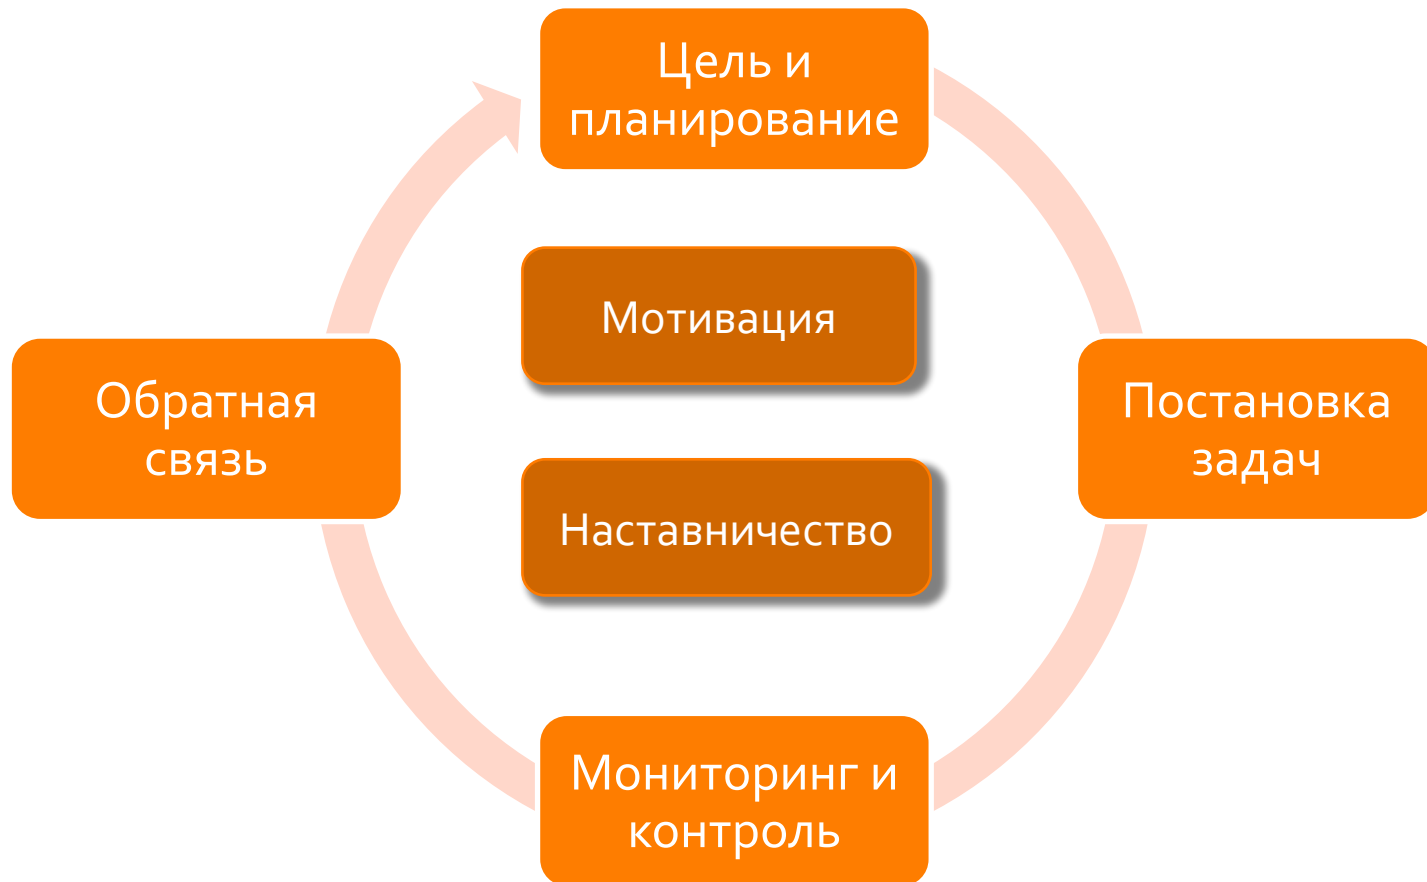 Цель и
планирование
Мотивация
Обратная
связь
Постановка
задач
Наставничество
Мониторинг и
контроль